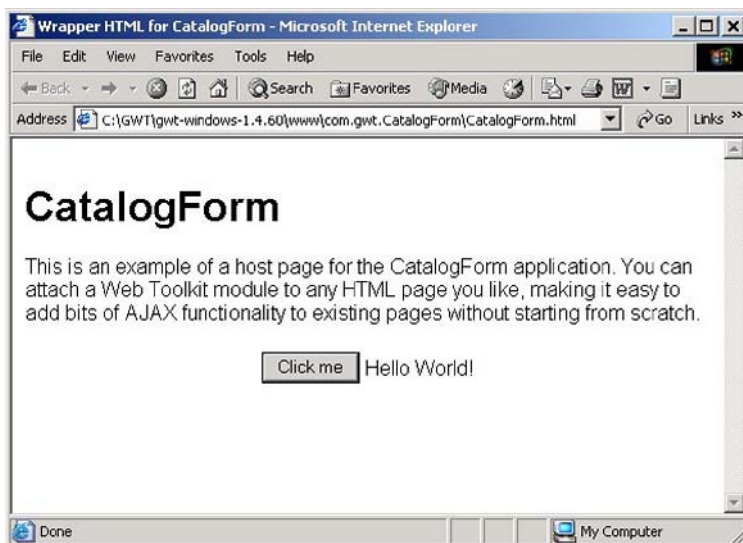 Wrapper HTML for CatalogForm - Microsoft Internet Explorer
File Edit View Favorites Tools Help
Back Search Favorites Media W
Address C:\GWT\gwt-windows-1.4.60\www\com.gwt.CatalogForm\CatalogForm.html Go Links »
CatalogForm
This is an example of a host page for the CatalogForm application. You can
attach a Web Toolkit module to any HTML page you like, making it easy to
add bits of AJAX functionality to existing pages without starting from scratch.
Click me Hello World!
Done My Computer